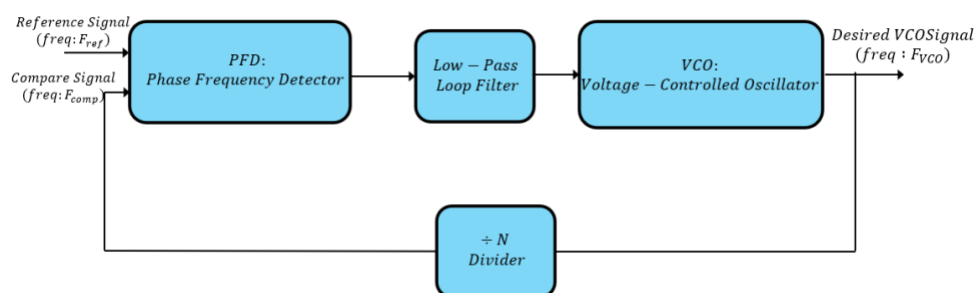 Reference Signal
(freq: F_ref)
Compare Signal
(freq: F_comp)
PFD:
Phase Frequency Detector
Low − Pass
Loop Filter
VCO:
Voltage − Controlled Oscillator
Desired VCOSignal
(freq : F_VCO)
÷ N
Divider